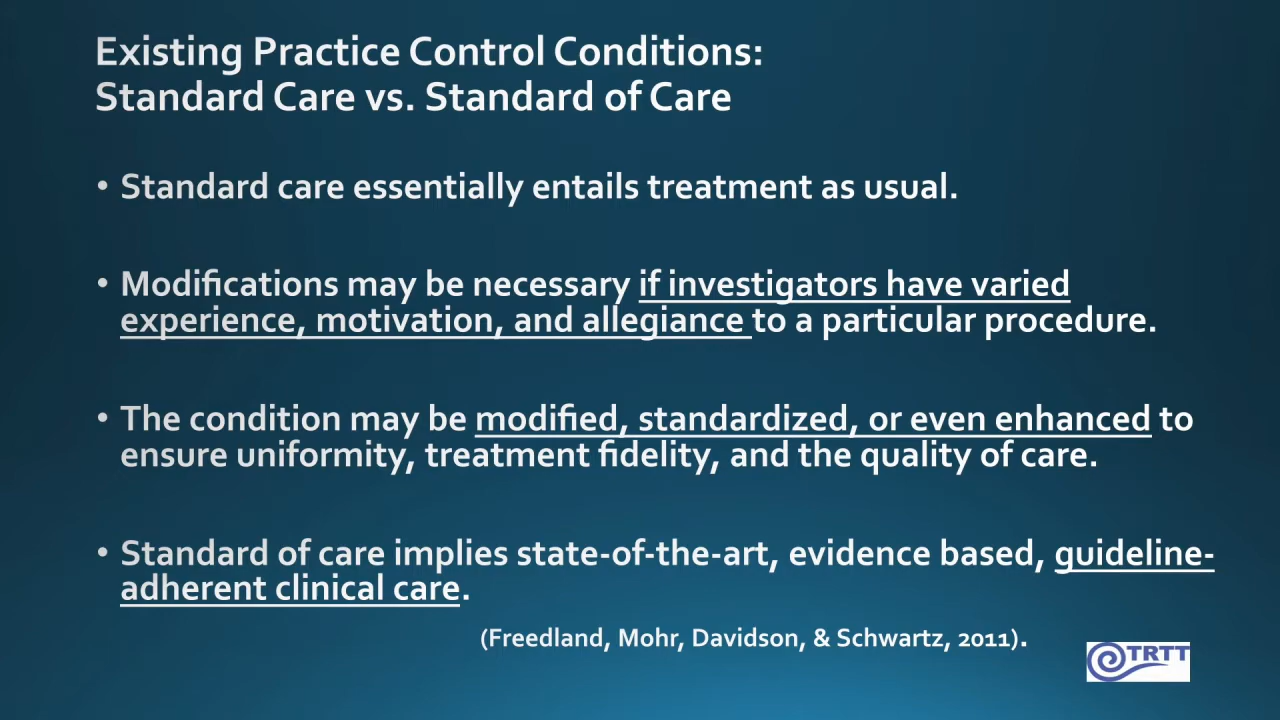 Existing Practice Control Conditions:
Standard Care vs. Standard of Care
• Standard care essentially entails treatment as usual.
• Modifications may be necessary if investigators have varied
experience, motivation, and allegiance to a particular procedure.
• The condition may be modified, standardized, or even enhanced to
ensure uniformity, treatment fidelity, and the quality of care.
• Standard of care implies state-of-the-art, evidence based, guideline-
adherent clinical care.
(Freedland, Mohr, Davidson, & Schwartz, 2011).
TRTT